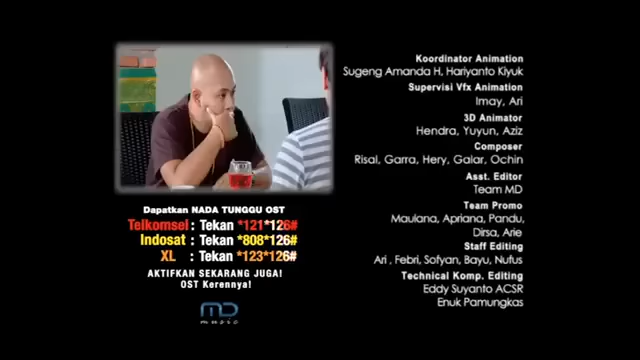 Koordinator Animation
Sugeng Amanda H, Hariyanto Kiyuk
Supervisi Vfx Animation
Imay, Ari
3D Animator
Hendra, Yuyun, Aziz
Composer
Risal, Garra, Hery, Galar, Ochin
Asst. Editor
Team MD
Team Promo
Maulana, Apriana, Pandu,
Dirsa, Arie
Staff Editing
Ari , Febri, Sofyan, Bayu, Nufus
Technical Komp. Editing
Eddy Suyanto ACSR
Enuk Pamungkas
Dapatkan NADA TUNGGU OST
Telkomsel : Tekan *121*126#
Indosat : Tekan *808*126#
XL : Tekan *123*126#
AKTIFKAN SEKARANG JUGA!
OST Kerennya!
MD
music